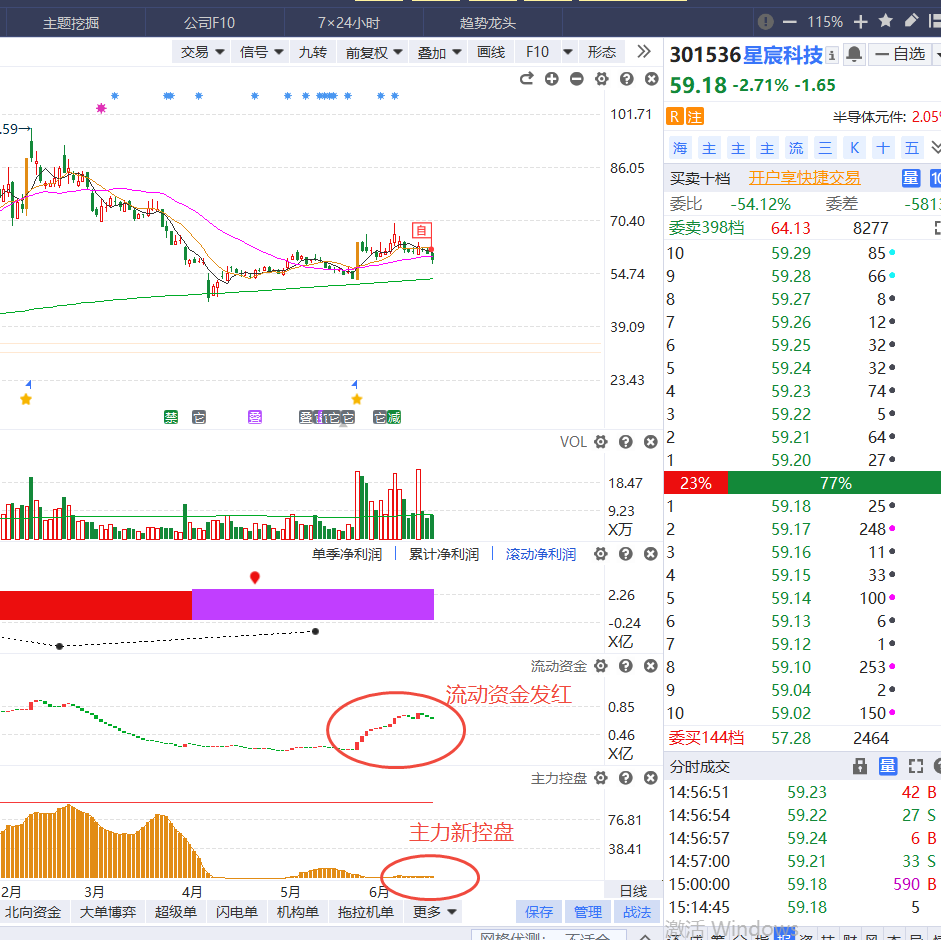 主题挖掘 公司F10 7×24小时 趋势龙头 115%
交易 信号 九转 前复权 叠加 画线 F10 形态
301536 星宸科技 自选
59.18 -2.71% -1.65
R 注 半导体元件: 2.05%
海 主 主 主 流 三 K 十 五
买卖十档 开户享快捷交易 量 10
委比 -54.12% 委差 -5813
委卖398档 64.13 8277
10 59.29 85
9 59.28 66
8 59.27 8
7 59.26 12
6 59.25 32
5 59.24 32
4 59.23 74
3 59.22 5
2 59.21 64
1 59.20 27
23% 77%
1 59.18 25
2 59.17 248
3 59.16 11
4 59.15 33
5 59.14 100
6 59.13 6
7 59.12 1
8 59.10 253
9 59.04 2
10 59.02 150
委买144档 57.28 2464
分时成交 量
14:56:51 59.23 42 B
14:56:54 59.22 27 S
14:56:57 59.24 6 B
14:57:00 59.21 33 S
15:00:00 59.18 590 B
15:14:45 59.18 5
.59→
自
101.71
86.05
70.40
54.74
39.09
23.43
禁 它 它 它 它 减
VOL
18.47
9.23
X万
单季净利润 累计净利润 滚动净利润
2.26
-0.24
X亿
流动资金
流动资金发红
0.85
0.46
X亿
主力控盘
主力新控盘
76.81
38.41
2月 3月 4月 5月 6月 日线
北向资金 大单博弈 超级单 闪电单 机构单 拖拉机单 更多 保存 管理 战法
激活 Windows